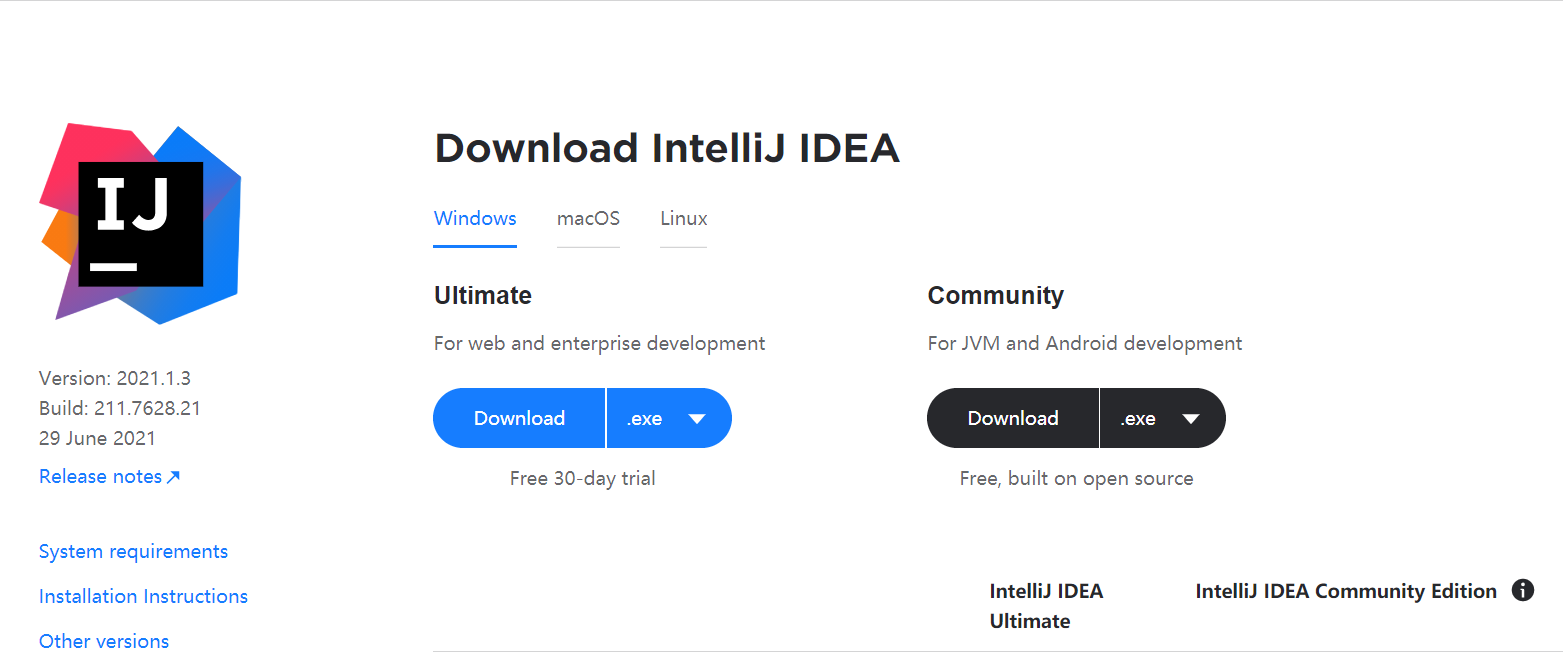 IJ
Version: 2021.1.3
Build: 211.7628.21
29 June 2021
Release notes
System requirements
Installation Instructions
Other versions
Download IntelliJ IDEA
Windows macOS Linux
Ultimate
For web and enterprise development
Download .exe
Free 30-day trial
Community
For JVM and Android development
Download .exe
Free, built on open source
IntelliJ IDEA
Ultimate
IntelliJ IDEA Community Edition